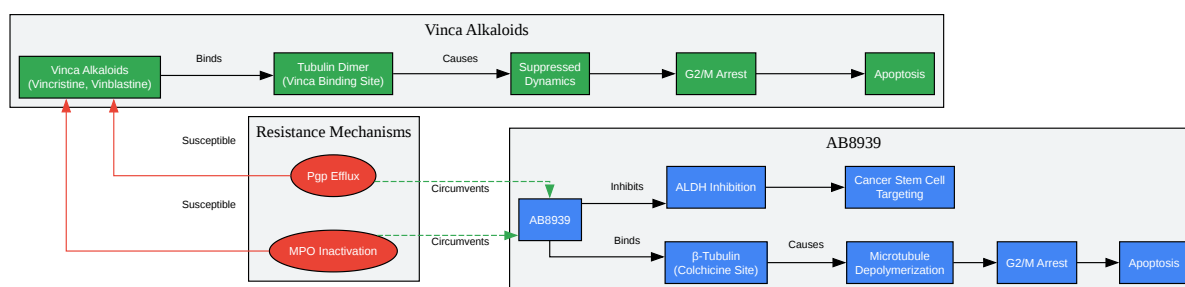 Vinca Alkaloids
Binds
Causes
Vinca Alkaloids
(Vincristine, Vinblastine)
Tubulin Dimer
(Vinca Binding Site)
Suppressed
Dynamics
G2/M Arrest
Apoptosis
Resistance Mechanisms
Susceptible
Pgp Efflux
Circumvents
Susceptible
MPO Inactivation
Circumvents
AB8939
AB8939
Inhibits
ALDH Inhibition
Cancer Stem Cell
Targeting
Binds
β-Tubulin
(Colchicine Site)
Causes
Microtubule
Depolymerization
G2/M Arrest
Apoptosis